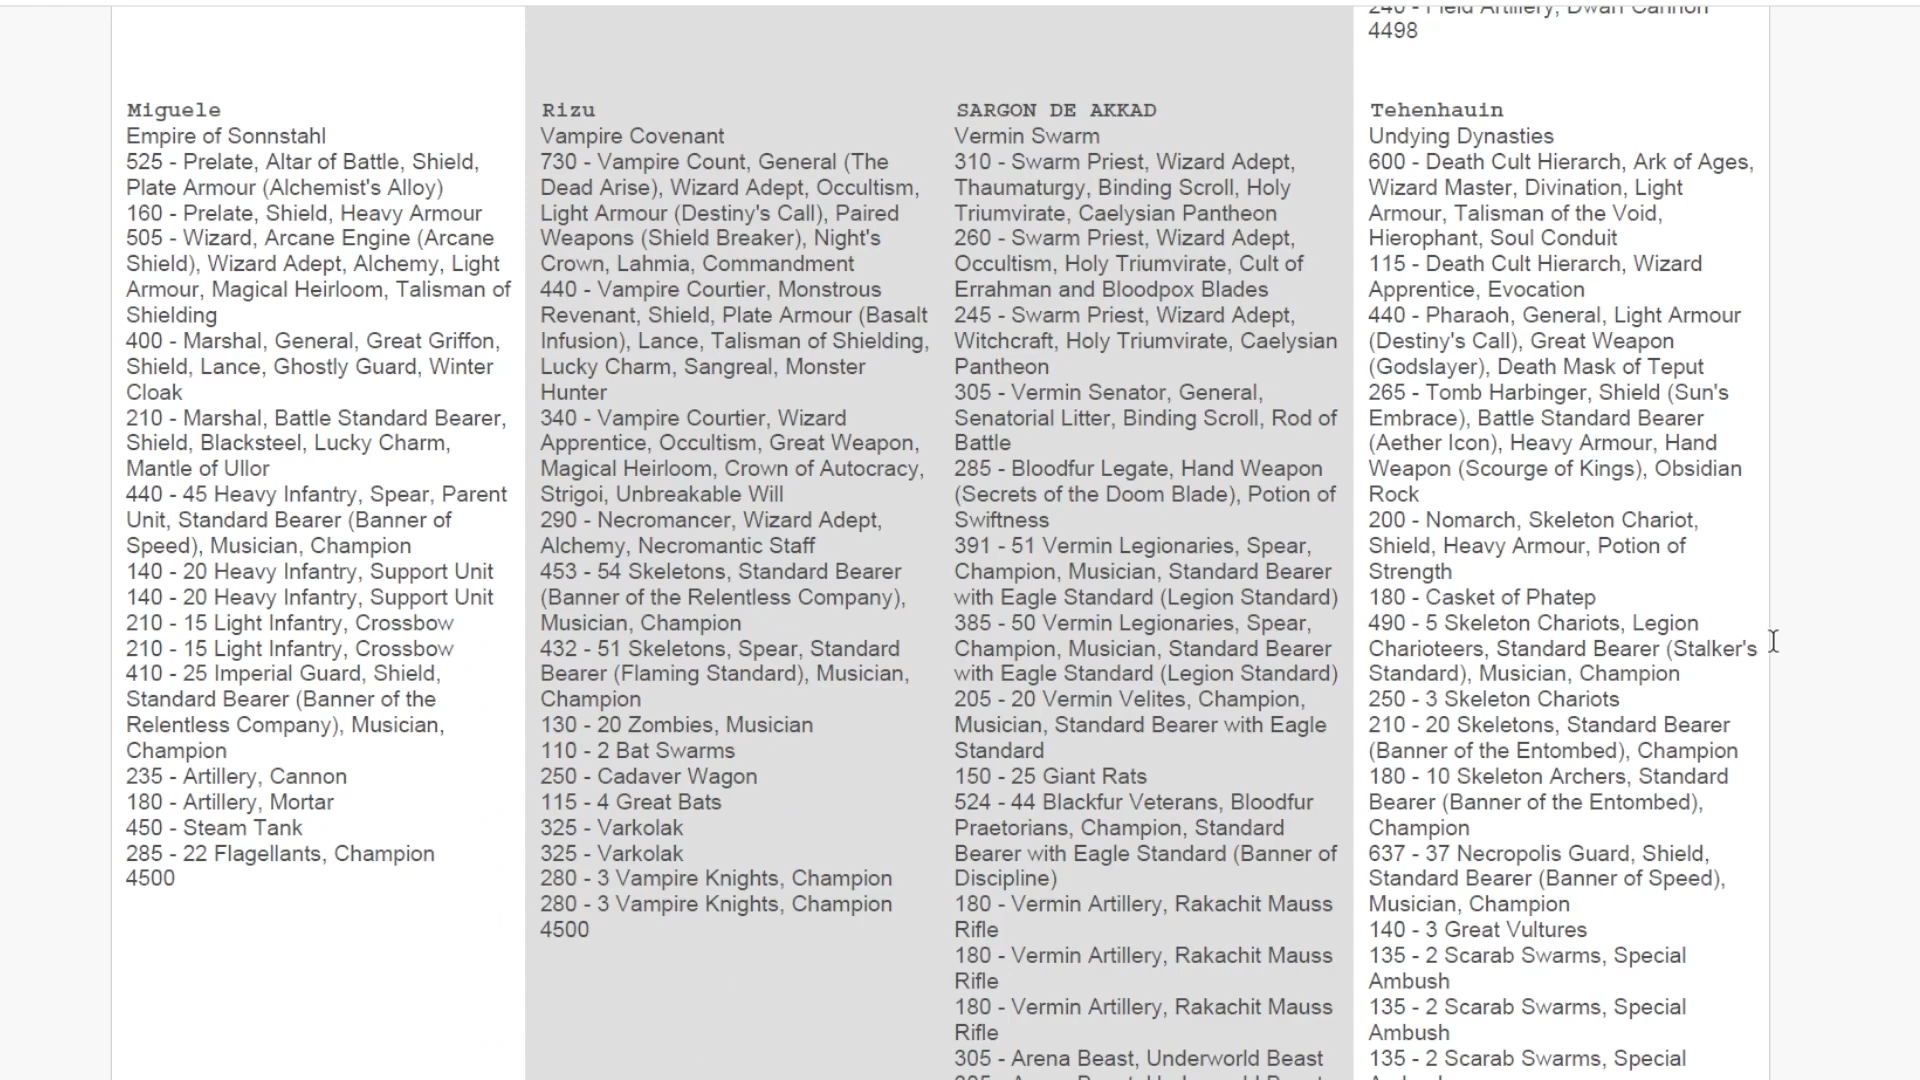 4498
Miguele
Empire of Sonnstahl
525 - Prelate, Altar of Battle, Shield,
Plate Armour (Alchemist's Alloy)
160 - Prelate, Shield, Heavy Armour
505 - Wizard, Arcane Engine (Arcane
Shield), Wizard Adept, Alchemy, Light
Armour, Magical Heirloom, Talisman of
Shielding
400 - Marshal, General, Great Griffon,
Shield, Lance, Ghostly Guard, Winter
Cloak
210 - Marshal, Battle Standard Bearer,
Shield, Blacksteel, Lucky Charm,
Mantle of Ullor
440 - 45 Heavy Infantry, Spear, Parent
Unit, Standard Bearer (Banner of
Speed), Musician, Champion
140 - 20 Heavy Infantry, Support Unit
140 - 20 Heavy Infantry, Support Unit
210 - 15 Light Infantry, Crossbow
210 - 15 Light Infantry, Crossbow
410 - 25 Imperial Guard, Shield,
Standard Bearer (Banner of the
Relentless Company), Musician,
Champion
235 - Artillery, Cannon
180 - Artillery, Mortar
450 - Steam Tank
285 - 22 Flagellants, Champion
4500
Rizu
Vampire Covenant
730 - Vampire Count, General (The
Dead Arise), Wizard Adept, Occultism,
Light Armour (Destiny's Call), Paired
Weapons (Shield Breaker), Night's
Crown, Lahmia, Commandment
440 - Vampire Courtier, Monstrous
Revenant, Shield, Plate Armour (Basalt
Infusion), Lance, Talisman of Shielding,
Lucky Charm, Sangreal, Monster
Hunter
340 - Vampire Courtier, Wizard
Apprentice, Occultism, Great Weapon,
Magical Heirloom, Crown of Autocracy,
Strigoi, Unbreakable Will
290 - Necromancer, Wizard Adept,
Alchemy, Necromantic Staff
453 - 54 Skeletons, Standard Bearer
(Banner of the Relentless Company),
Musician, Champion
432 - 51 Skeletons, Spear, Standard
Bearer (Flaming Standard), Musician,
Champion
130 - 20 Zombies, Musician
110 - 2 Bat Swarms
250 - Cadaver Wagon
115 - 4 Great Bats
325 - Varkolak
325 - Varkolak
280 - 3 Vampire Knights, Champion
280 - 3 Vampire Knights, Champion
4500
SARGON DE AKKAD
Vermin Swarm
310 - Swarm Priest, Wizard Adept,
Thaumaturgy, Binding Scroll, Holy
Triumvirate, Caelysian Pantheon
260 - Swarm Priest, Wizard Adept,
Occultism, Holy Triumvirate, Cult of
Errahman and Bloodpox Blades
245 - Swarm Priest, Wizard Adept,
Witchcraft, Holy Triumvirate, Caelysian
Pantheon
305 - Vermin Senator, General,
Senatorial Litter, Binding Scroll, Rod of
Battle
285 - Bloodfur Legate, Hand Weapon
(Secrets of the Doom Blade), Potion of
Swiftness
391 - 51 Vermin Legionaries, Spear,
Champion, Musician, Standard Bearer
with Eagle Standard (Legion Standard)
385 - 50 Vermin Legionaries, Spear,
Champion, Musician, Standard Bearer
with Eagle Standard (Legion Standard)
205 - 20 Vermin Velites, Champion,
Musician, Standard Bearer with Eagle
Standard
150 - 25 Giant Rats
524 - 44 Blackfur Veterans, Bloodfur
Praetorians, Champion, Standard
Bearer with Eagle Standard (Banner of
Discipline)
180 - Vermin Artillery, Rakachit Mauss
Rifle
180 - Vermin Artillery, Rakachit Mauss
Rifle
180 - Vermin Artillery, Rakachit Mauss
Rifle
305 - Arena Beast, Underworld Beast
Tehenhauin
Undying Dynasties
600 - Death Cult Hierarch, Ark of Ages,
Wizard Master, Divination, Light
Armour, Talisman of the Void,
Hierophant, Soul Conduit
115 - Death Cult Hierarch, Wizard
Apprentice, Evocation
440 - Pharaoh, General, Light Armour
(Destiny's Call), Great Weapon
(Godslayer), Death Mask of Teput
265 - Tomb Harbinger, Shield (Sun's
Embrace), Battle Standard Bearer
(Aether Icon), Heavy Armour, Hand
Weapon (Scourge of Kings), Obsidian
Rock
200 - Nomarch, Skeleton Chariot,
Shield, Heavy Armour, Potion of
Strength
180 - Casket of Phatep
490 - 5 Skeleton Chariots, Legion
Charioteers, Standard Bearer (Stalker's
Standard), Musician, Champion
250 - 3 Skeleton Chariots
210 - 20 Skeletons, Standard Bearer
(Banner of the Entombed), Champion
180 - 10 Skeleton Archers, Standard
Bearer (Banner of the Entombed),
Champion
637 - 37 Necropolis Guard, Shield,
Standard Bearer (Banner of Speed),
Musician, Champion
140 - 3 Great Vultures
135 - 2 Scarab Swarms, Special
Ambush
135 - 2 Scarab Swarms, Special
Ambush
135 - 2 Scarab Swarms, Special